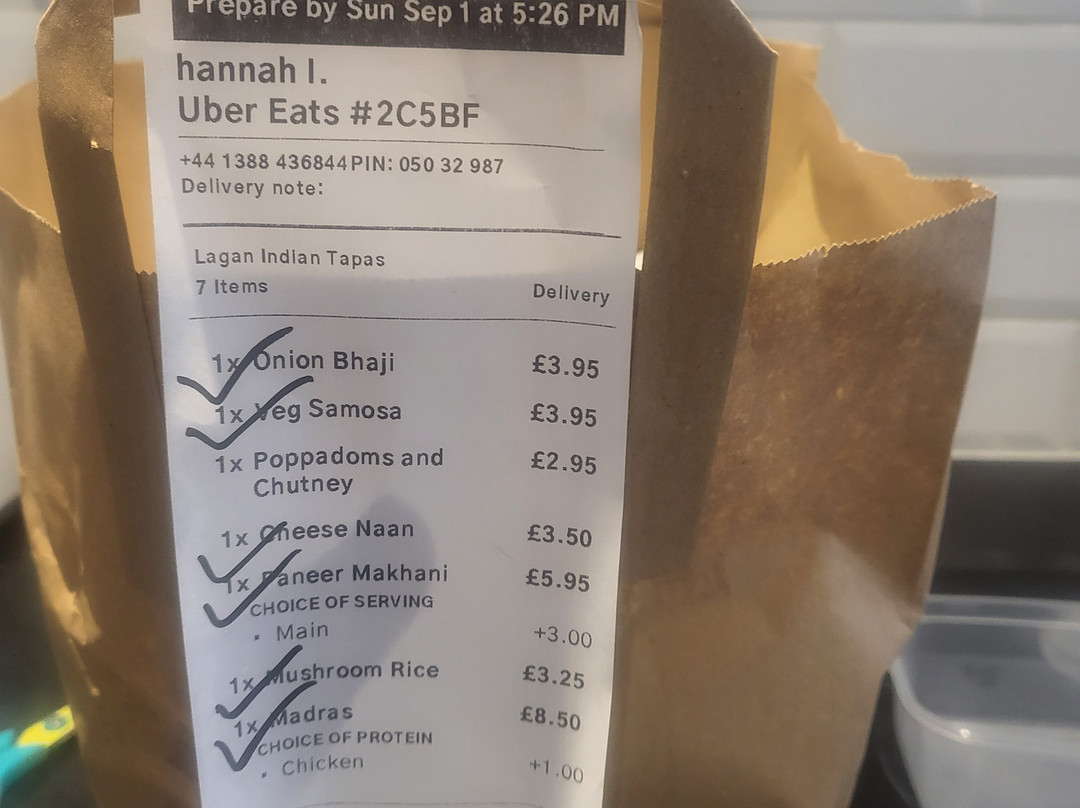 Prepare by Sun Sep 1 at 5:26 PM
hannah l.
Uber Eats #2C5BF
+44 1388 436844PIN: 050 32 987
Delivery note:
Lagan Indian Tapas
7 Items Delivery
1x Onion Bhaji £3.95
1x Veg Samosa £3.95
1x Poppadoms and £2.95
Chutney
1x Cheese Naan £3.50
1x Paneer Makhani £5.95
CHOICE OF SERVING
• Main +3.00
1x Mushroom Rice £3.25
1x Madras £8.50
CHOICE OF PROTEIN
• Chicken +1.00